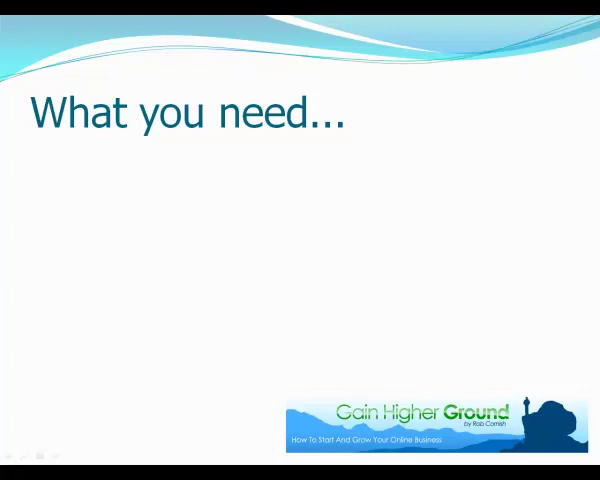 What you need...
Gain Higher Ground
by Rob Cornish
How To Start And Grow Your Online Business